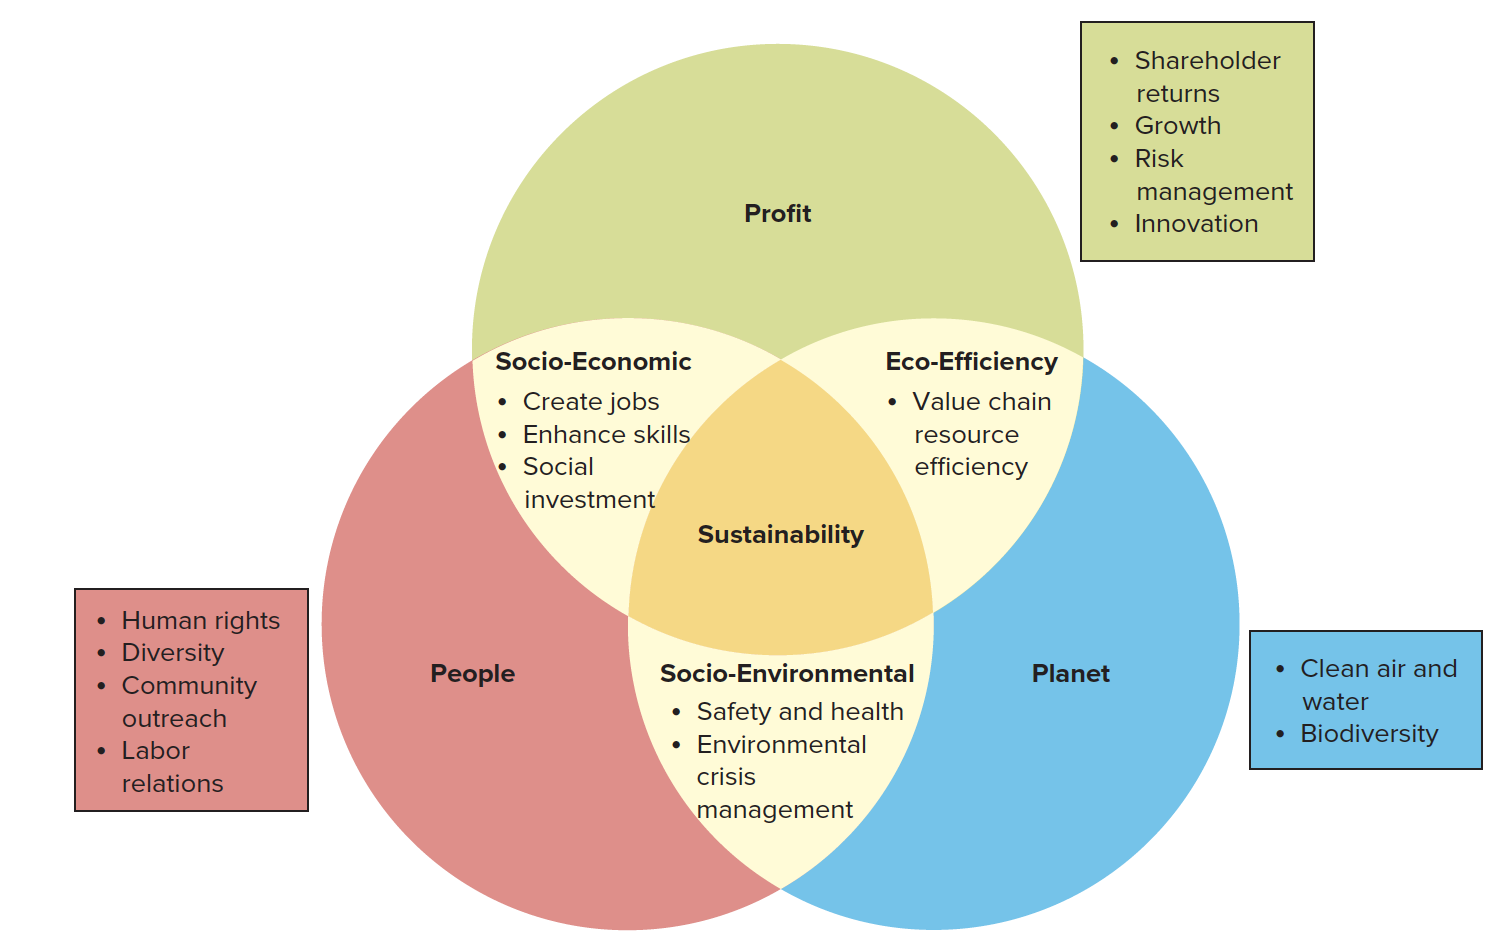 • Shareholder
returns
• Growth
• Risk
management
• Innovation
Profit
Socio-Economic
• Create jobs
• Enhance skills
• Social
investment
Eco-Efficiency
• Value chain
resource
efficiency
Sustainability
• Human rights
• Diversity
• Community
outreach
• Labor
relations
People
Socio-Environmental
• Safety and health
• Environmental
crisis
management
Planet
• Clean air and
water
• Biodiversity